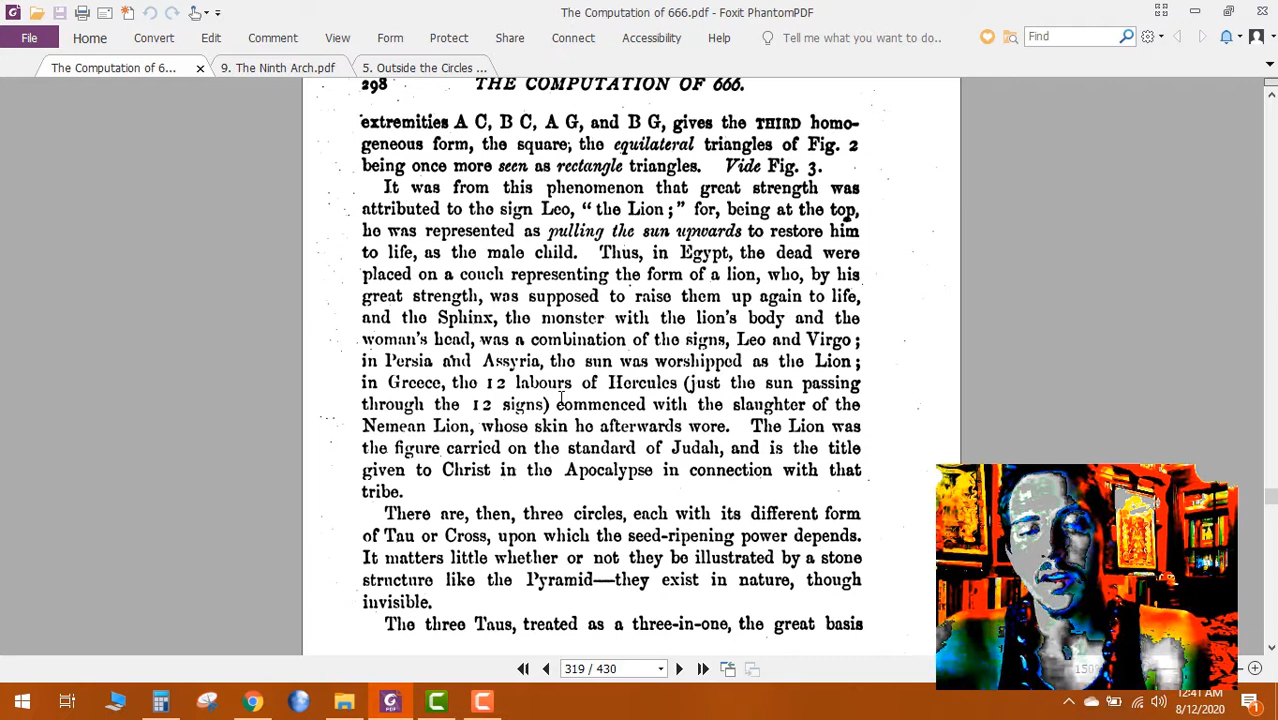 The Computation of 666.pdf - Foxit PhantomPDF
File Home Convert Edit Comment View Form Protect Share Connect Accessibility Help Tell me what you want to do.. Find
The Computation of 6... 9. The Ninth Arch.pdf 5. Outside the Circles ...
298 THE COMPUTATION OF 666.
extremities A C, B C, A G, and B G, gives the THIRD homo-
geneous form, the square; the equilateral triangles of Fig. 2
being once more seen as rectangle triangles. Vide Fig. 3.
It was from this phenomenon that great strength was
attributed to the sign Leo, "the Lion;" for, being at the top,
he was represented as pulling the sun upwards to restore him
to life, as the male child. Thus, in Egypt, the dead were
placed on a couch representing the form of a lion, who, by his
great strength, was supposed to raise them up again to life,
and the Sphinx, the monster with the lion's body and the
woman's head, was a combination of the signs, Leo and Virgo;
in Persia and Assyria, the sun was worshipped as the Lion;
in Greece, the 12 labours of Hercules (just the sun passing
through the 12 signs) commenced with the slaughter of the
Nemean Lion, whose skin he afterwards wore. The Lion was
the figure carried on the standard of Judah, and is the title
given to Christ in the Apocalypse in connection with that
tribe.
There are, then, three circles, each with its different form
of Tau or Cross, upon which the seed-ripening power depends.
It matters little whether or not they be illustrated by a stone
structure like the Pyramid—they exist in nature, though
invisible.
The three Taus, treated as a three-in-one, the great basis
319 / 430
12:41 AM
8/12/2020